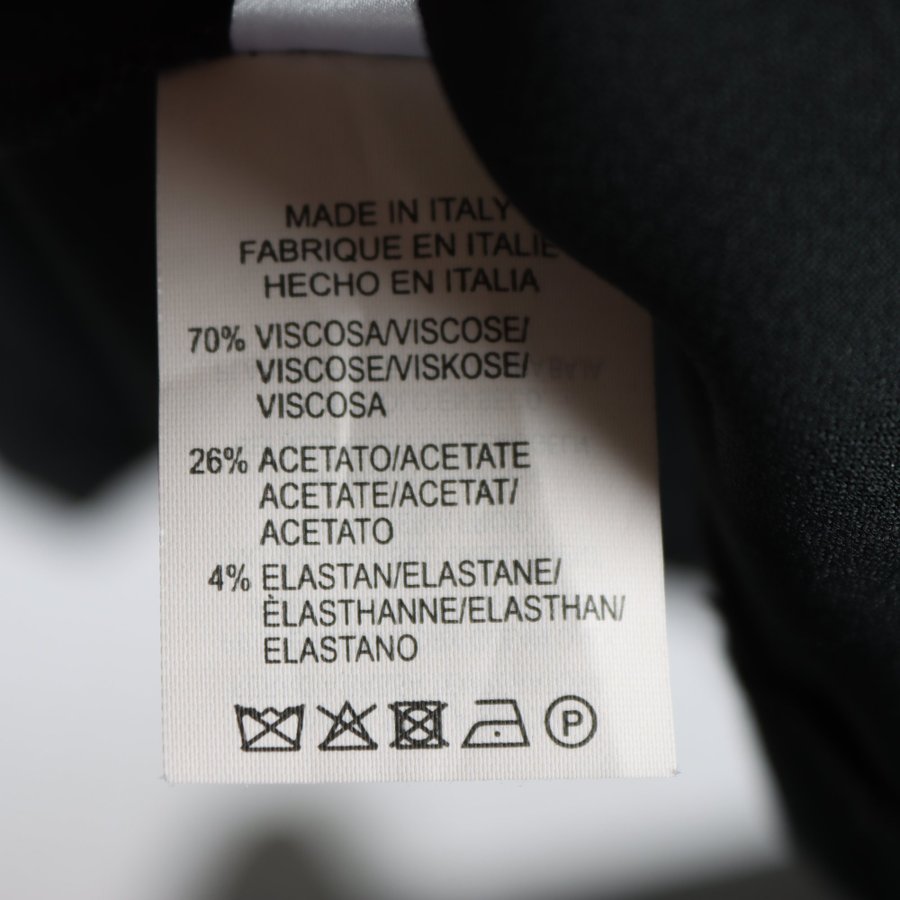 MADE IN ITALY
FABRIQUE EN ITALIE
HECHO EN ITALIA
70% VISCOSA/VISCOSE/
VISCOSE/VISKOSE/
VISCOSA
26% ACETATO/ACETATE
ACETATE/ACETAT/
ACETATO
4% ELASTAN/ELASTANE/
ÈLASTHANNE/ELASTHAN/
ELASTANO
P